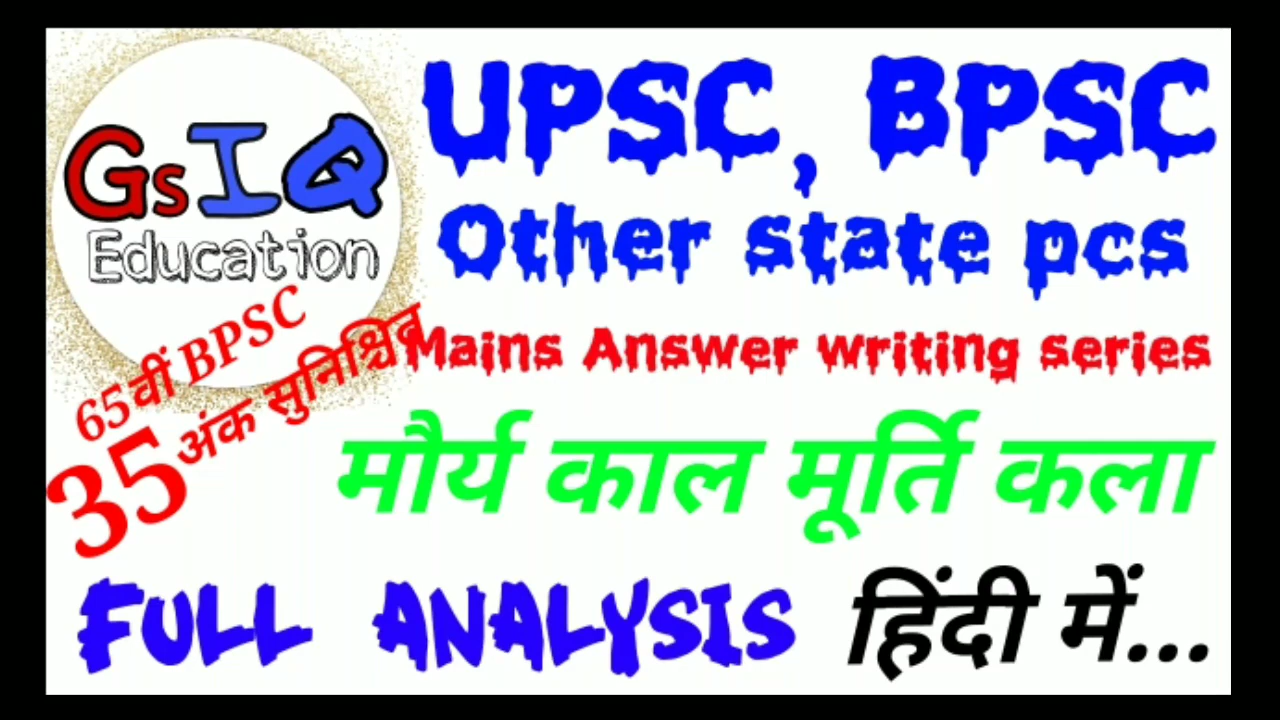 GsIQ
Education
UPSC, BPSC
Other state pcs
65वीं BPSC
35 अंक सुनिश्चित
Mains Answer writing series
मौर्य काल मूर्ति कला
FULL ANALYSIS हिंदी में...